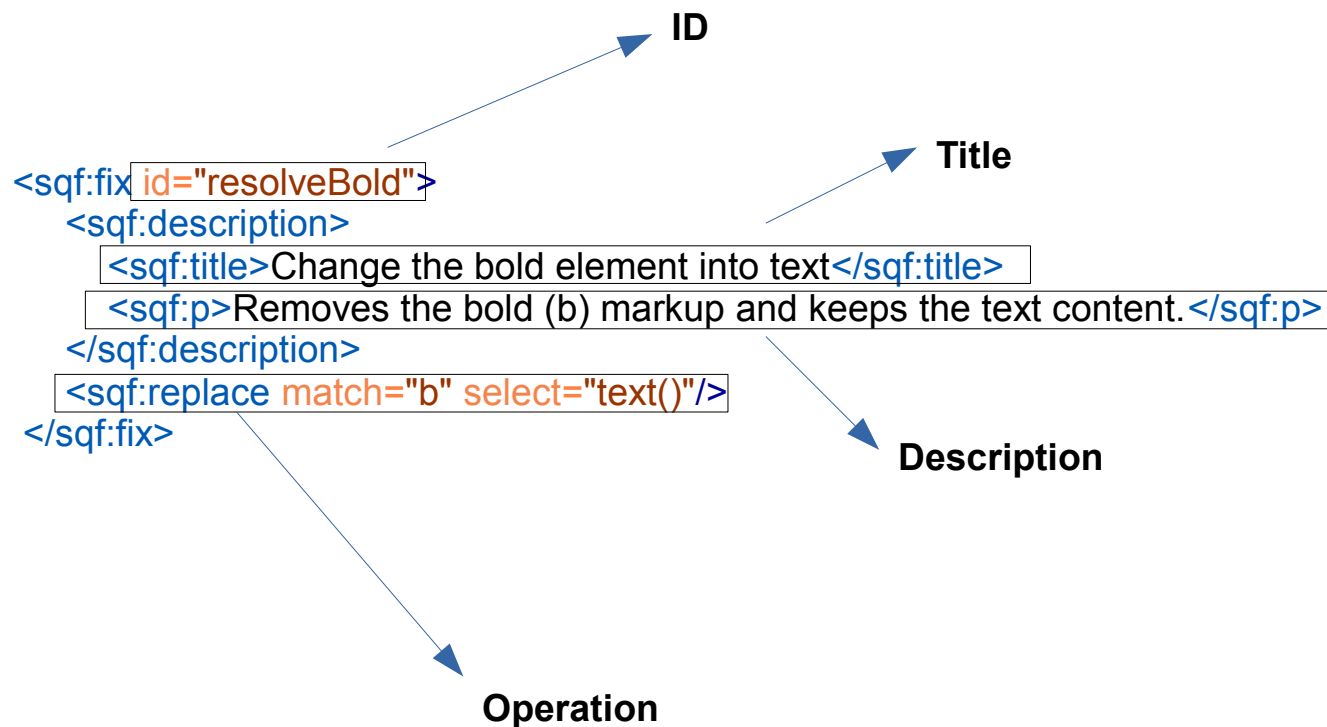 ID
Title
<sqf:fix id="resolveBold">
<sqf:description>
<sqf:title>Change the bold element into text</sqf:title>
<sqf:p>Removes the bold (b) markup and keeps the text content.</sqf:p>
</sqf:description>
<sqf:replace match="b" select="text()"/>
</sqf:fix>
Description
Operation